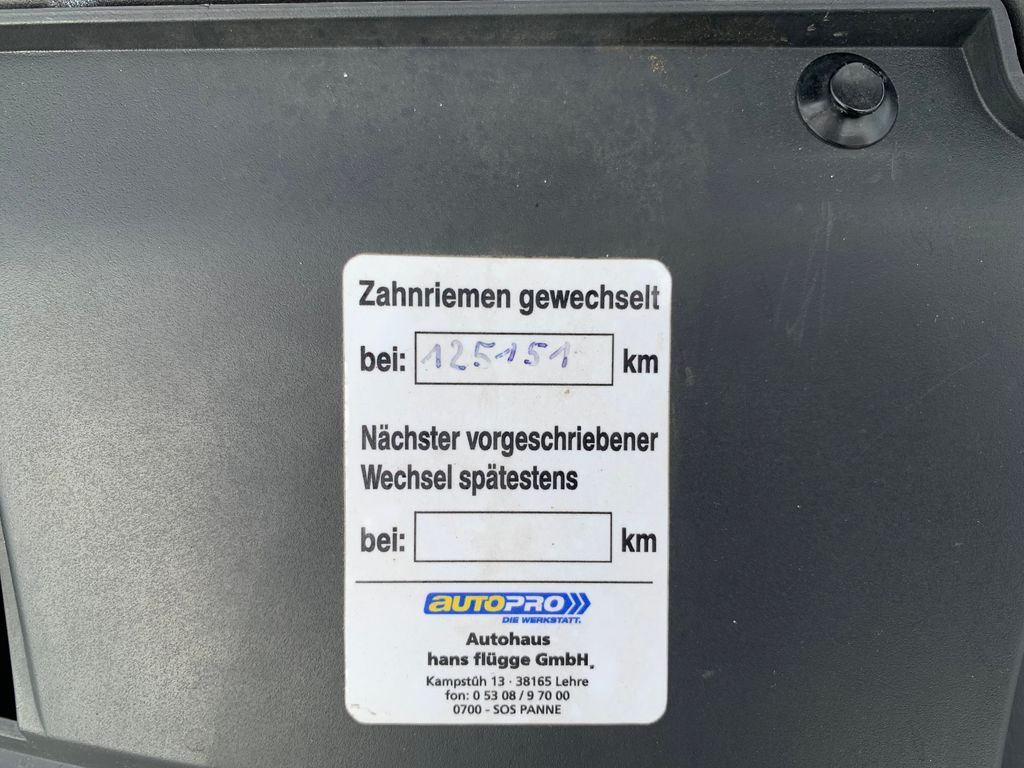 Zahnriemen gewechselt
bei: 125151 km
Nächster vorgeschriebener
Wechsel spätestens
bei: km
AUTOPRO
DIE WERKSTATT.
Autohaus
hans flügge GmbH.
Kampstüh 13 · 38165 Lehre
fon: 0 53 08 / 9 70 00
0700 - SOS PANNE